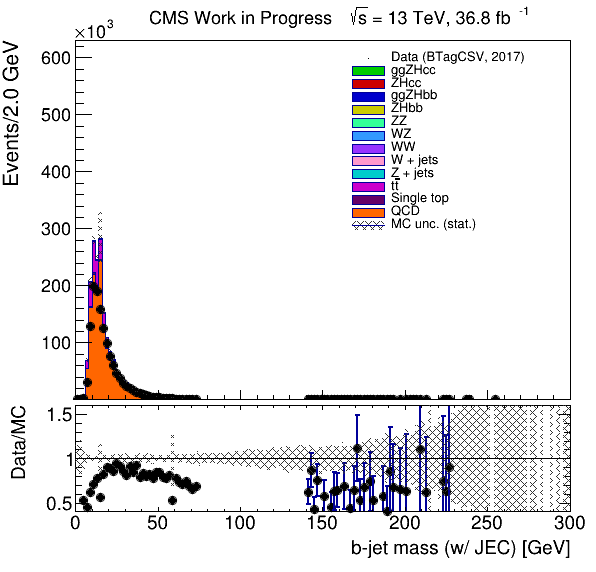 CMS Work in Progress √s = 13 TeV, 36.8 fb⁻¹
×10³
Events/2.0 GeV
600
500
400
300
200
100
Data (BTagCSV, 2017)
ggZHcc
ZHcc
ggZHbb
ZHbb
ZZ
WZ
WW
W + jets
Z + jets
tt̅
Single top
QCD
MC unc. (stat.)
Data/MC
1.5
1
0.5
0 50 100 150 200 250 300
b-jet mass (w/ JEC) [GeV]